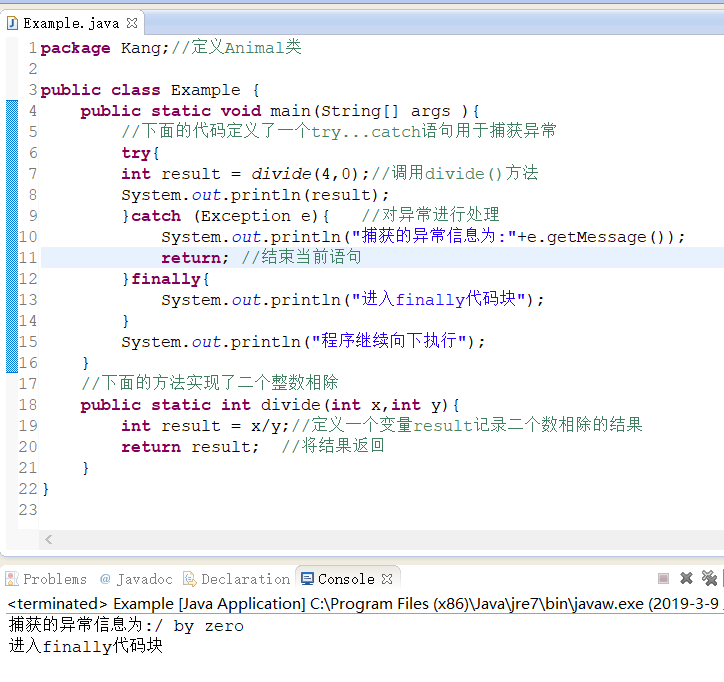 Example.java
1 package Kang;//定义Animal类
2
3 public class Example {
4     public static void main(String[] args ){
5         //下面的代码定义了一个try...catch语句用于捕获异常
6         try{
7         int result = divide(4,0);//调用divide()方法
8         System.out.println(result);
9         }catch (Exception e){   //对异常进行处理
10             System.out.println("捕获的异常信息为:"+e.getMessage());
11             return; //结束当前语句
12         }finally{
13             System.out.println("进入finally代码块");
14         }
15         System.out.println("程序继续向下执行");
16     }
17     //下面的方法实现了二个整数相除
18     public static int divide(int x,int y){
19         int result = x/y;//定义一个变量result记录二个数相除的结果
20         return result;  //将结果返回
21     }
22 }
23
Problems @ Javadoc Declaration Console
<terminated> Example [Java Application] C:\Program Files (x86)\Java\jre7\bin\javaw.exe (2019-3-9
捕获的异常信息为:/ by zero
进入finally代码块